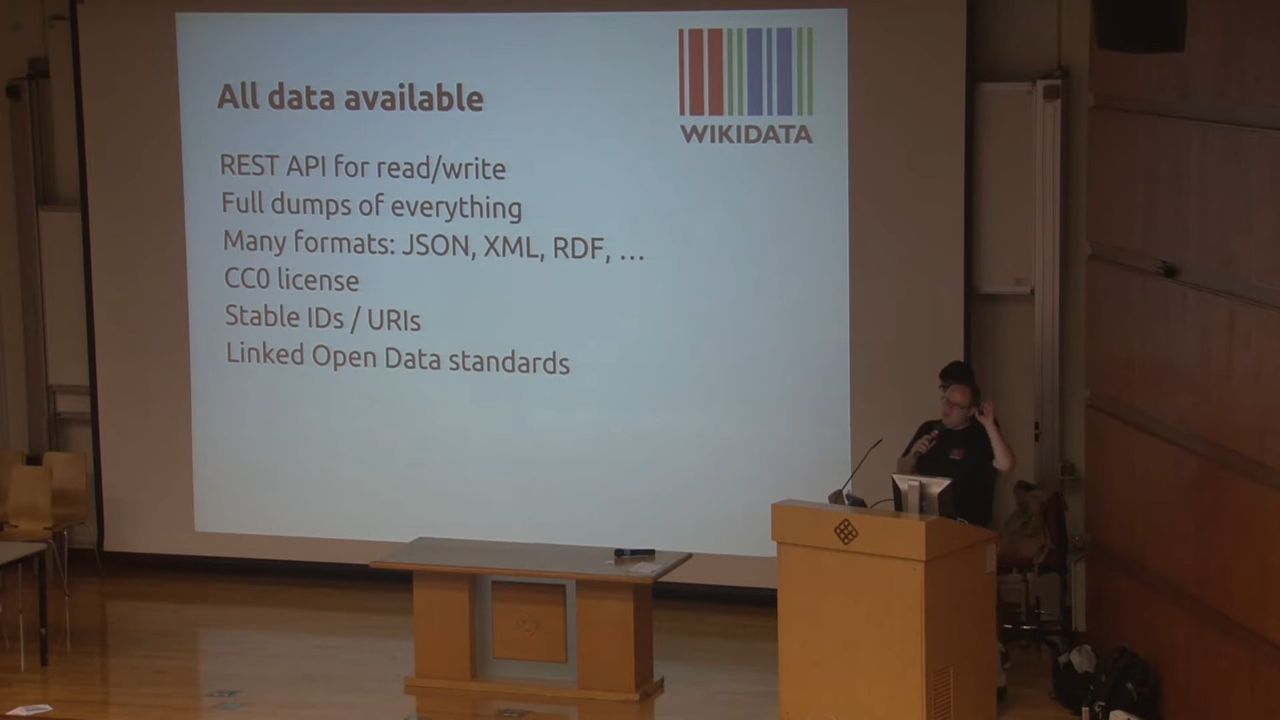 All data available
WIKIDATA
REST API for read/write
Full dumps of everything
Many formats: JSON, XML, RDF, ...
CC0 license
Stable IDs / URIs
Linked Open Data standards